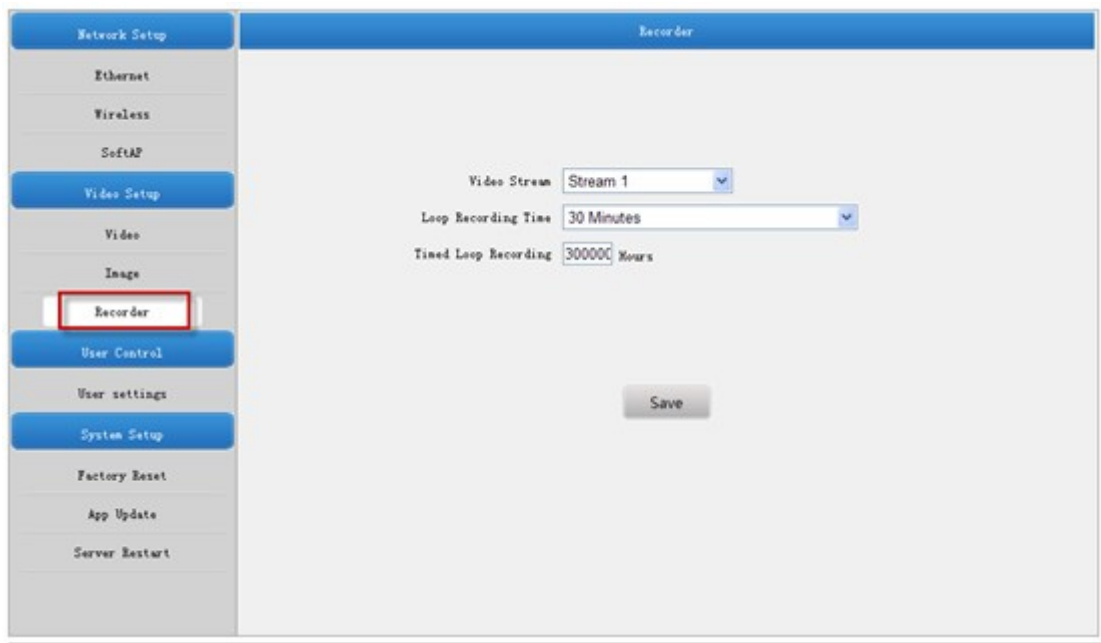 Network Setup
Ethernet
Wireless
SoftAP
Video Setup
Video
Image
Recorder
User Control
User settings
System Setup
Factory Reset
App Update
Server Restart
Recorder
Video Stream Stream 1
Loop Recording Time 30 Minutes
Timed Loop Recording 300000 Hours
Save